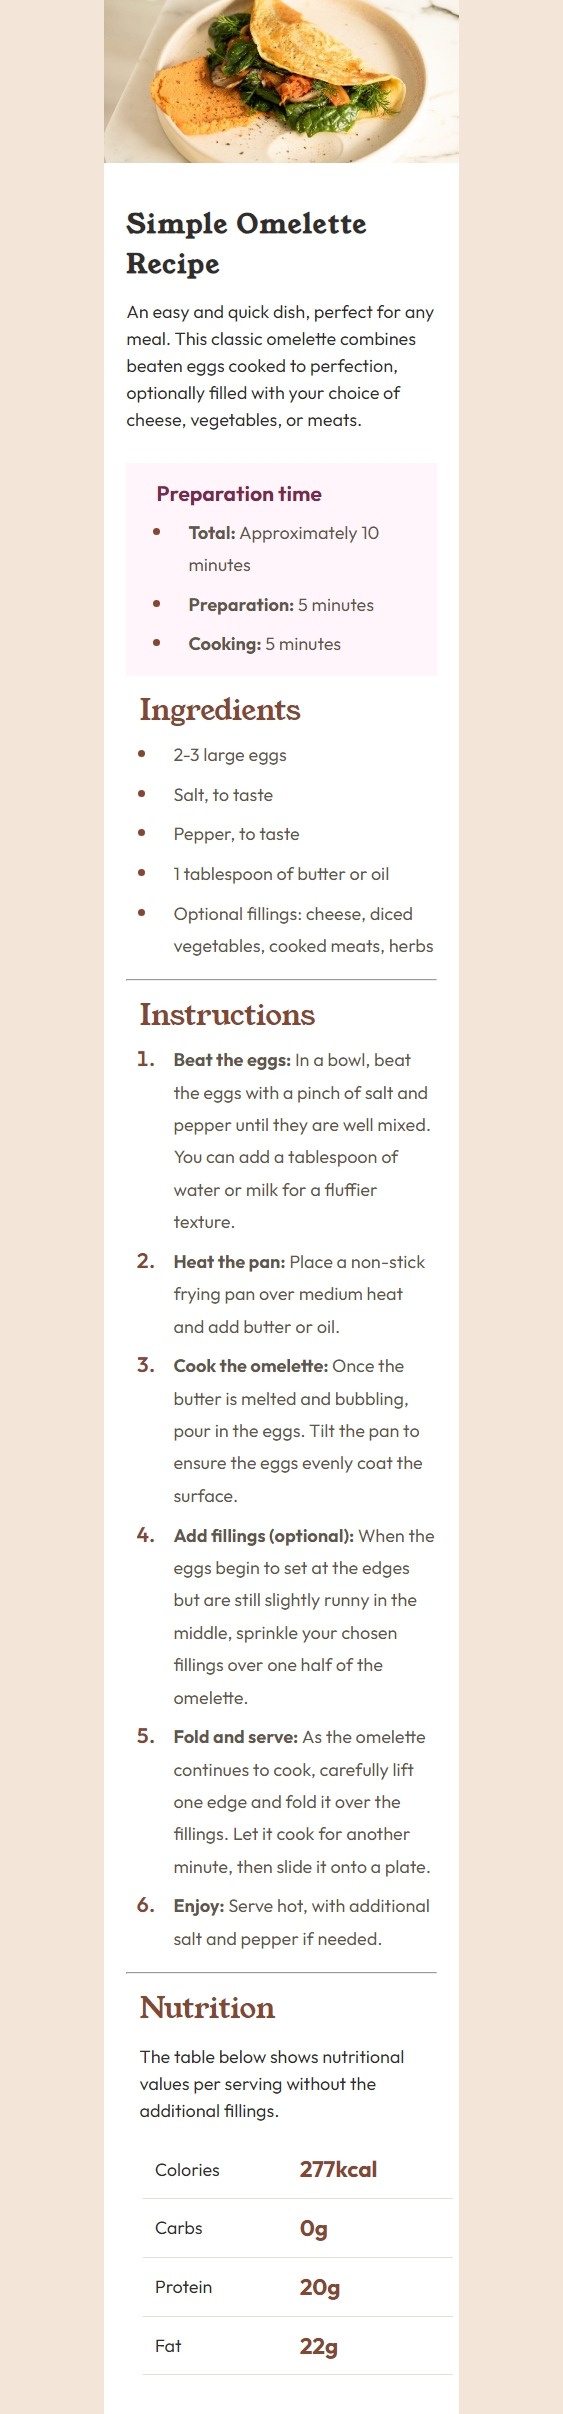 Simple Omelette
Recipe
An easy and quick dish, perfect for any
meal. This classic omelette combines
beaten eggs cooked to perfection,
optionally filled with your choice of
cheese, vegetables, or meats.
Preparation time
• Total: Approximately 10
minutes
• Preparation: 5 minutes
• Cooking: 5 minutes
Ingredients
• 2-3 large eggs
• Salt, to taste
• Pepper, to taste
• 1 tablespoon of butter or oil
• Optional fillings: cheese, diced
vegetables, cooked meats, herbs
Instructions
1. Beat the eggs: In a bowl, beat
the eggs with a pinch of salt and
pepper until they are well mixed.
You can add a tablespoon of
water or milk for a fluffier
texture.
2. Heat the pan: Place a non-stick
frying pan over medium heat
and add butter or oil.
3. Cook the omelette: Once the
butter is melted and bubbling,
pour in the eggs. Tilt the pan to
ensure the eggs evenly coat the
surface.
4. Add fillings (optional): When the
eggs begin to set at the edges
but are still slightly runny in the
middle, sprinkle your chosen
fillings over one half of the
omelette.
5. Fold and serve: As the omelette
continues to cook, carefully lift
one edge and fold it over the
fillings. Let it cook for another
minute, then slide it onto a plate.
6. Enjoy: Serve hot, with additional
salt and pepper if needed.
Nutrition
The table below shows nutritional
values per serving without the
additional fillings.
Calories 277kcal
Carbs 0g
Protein 20g
Fat 22g